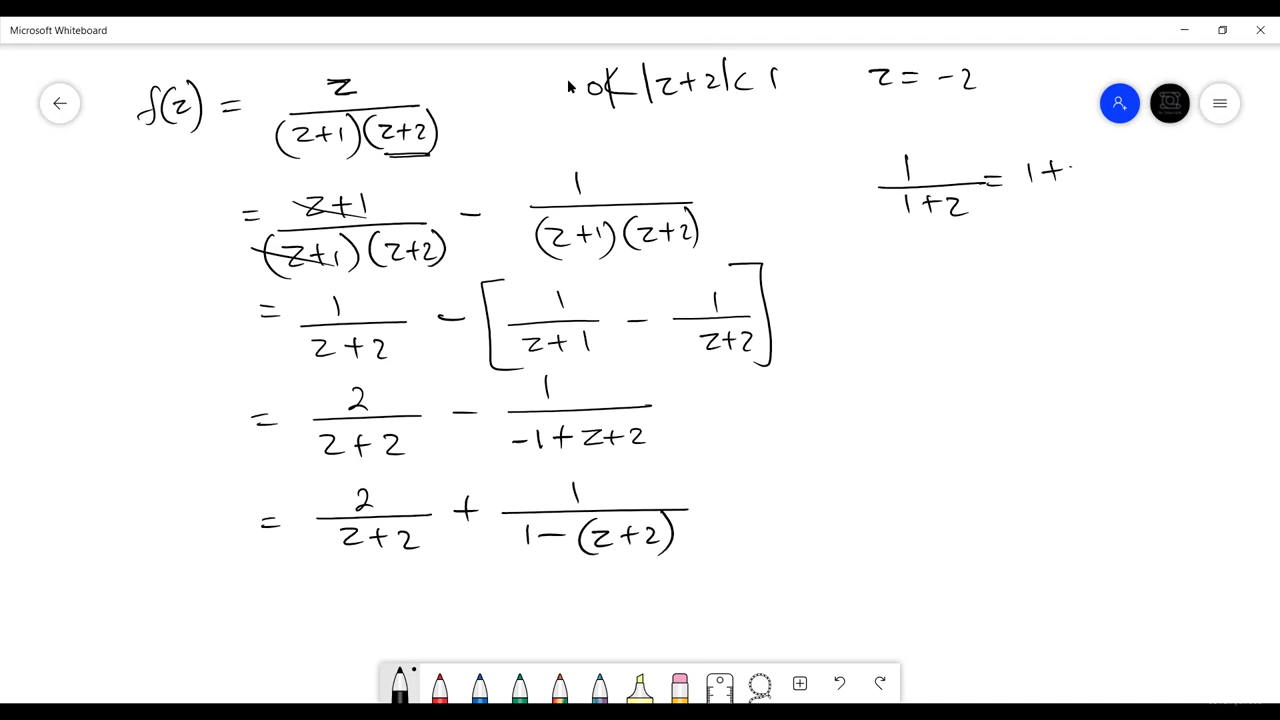 Microsoft Whiteboard
f(z) = z / (z+1)(z+2)
0<|z+2|<1
z = -2
= z+1 / (z+1)(z+2) - 1 / (z+1)(z+2)
1 / 1+z = 1+
= 1 / z+2 - [ 1 / z+1 - 1 / z+2 ]
= 2 / z+2 - 1 / -1+z+2
= 2 / z+2 + 1 / 1-(z+2)